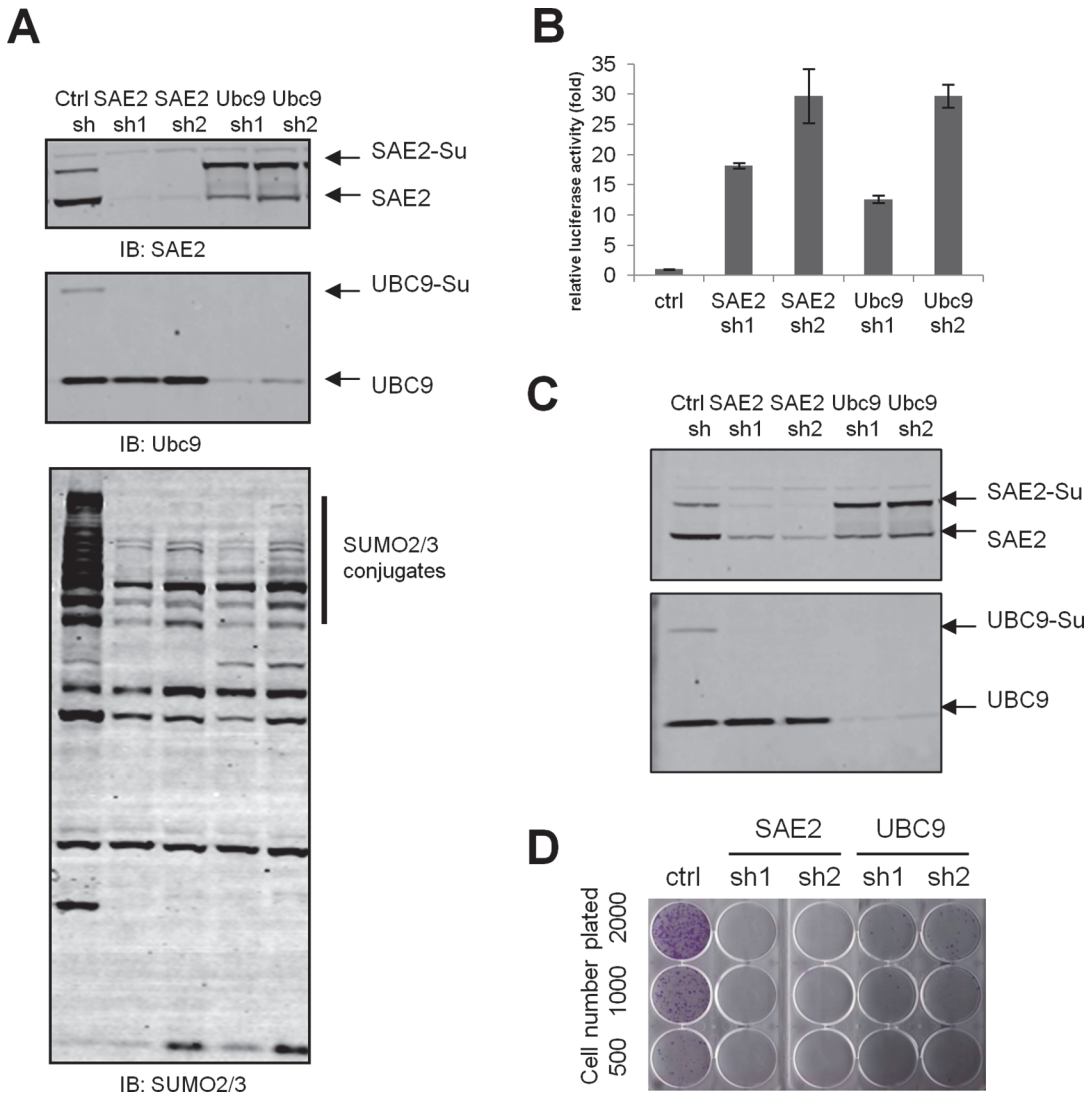 A
Ctrl SAE2 SAE2 Ubc9 Ubc9
sh sh1 sh2 sh1 sh2
SAE2-Su
SAE2
IB: SAE2
UBC9-Su
UBC9
IB: Ubc9
SUMO2/3
conjugates
IB: SUMO2/3
B
relative luciferase activity (fold)
35
30
25
20
15
10
5
0
ctrl SAE2 SAE2 Ubc9 Ubc9
sh1 sh2 sh1 sh2
C
Ctrl SAE2 SAE2 Ubc9 Ubc9
sh sh1 sh2 sh1 sh2
SAE2-Su
SAE2
UBC9-Su
UBC9
D
SAE2 UBC9
ctrl sh1 sh2 sh1 sh2
Cell number plated
2000
1000
500